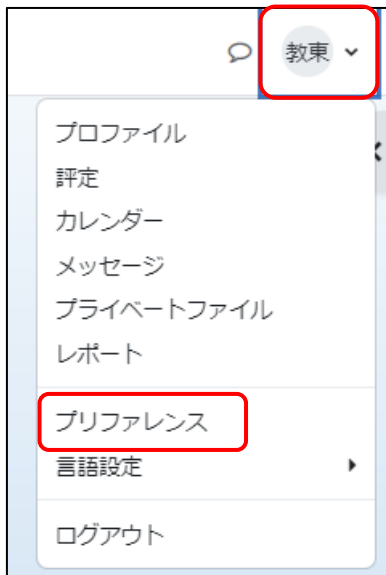 教東
プロファイル
評定
カレンダー
メッセージ
プライベートファイル
レポート
プリファレンス
言語設定
ログアウト